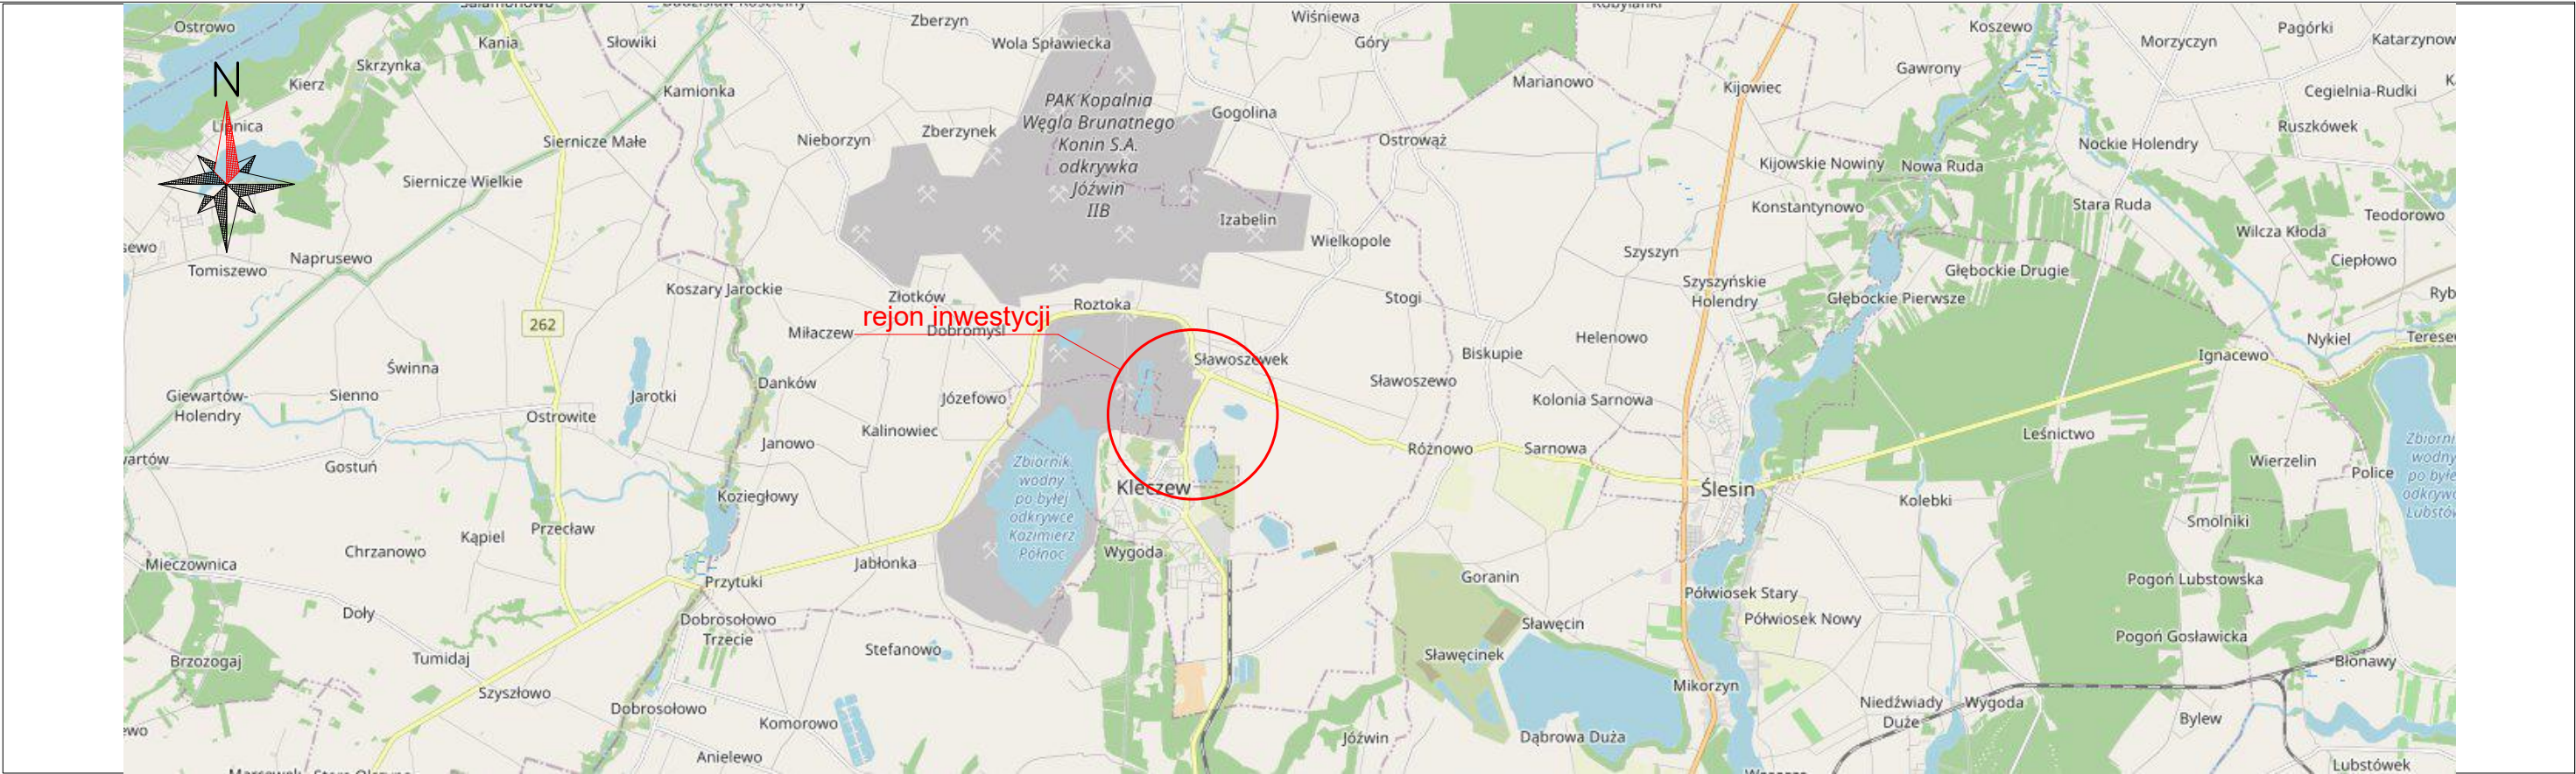 Ostrowo
Kania
Słowiki
Zberzyn
Wola Spławiecka
Wiśniewa
Góry
Koszewo
Morzyczyn
Pagórki
Katarzynow
N
Skrzynka
Kierz
Kamionka
Gogolina
Marianowo
Kijowiec
Gawrony
Cegielnia-Rudki
PAK Kopalnia
Węgla Brunatnego
Konin S.A.
odkrywka
Jóźwin
IIB
Siernicze Małe
Nieborzyn
Zberzynek
Ostrowąż
Ruszkówek
Nockie Holendry
Kijowskie Nowiny
Nowa Ruda
Siernicze Wielkie
Izabelin
Konstantynowo
Stara Ruda
Teodorowo
Wilcza Kłoda
sewo
Tomiszewo
Naprusewo
Wielkopole
Szyszyn
Ciepłowo
Głębockie Drugie
Koszary Jarockie
Złotków
Roztoka
Stogi
Szyszyńskie
Holendry
Głębockie Pierwsze
Ryb
262
Miłaczew
rejon inwestycji
Dobromyśl
Helenowo
Nykiel
Ignacewo
Świnna
Danków
Sławoszewek
Biskupie
Sławoszewo
Giewartów-
Holendry
Sienno
Jarotki
Józefowo
Kolonia Sarnowa
Ostrowite
Janowo
Kalinowiec
Leśnictwo
wartów
Gostuń
Różnowo
Sarnowa
Wierzelin
Police
Zbiornik
wodny
po byłej
odkrywce
Kazimierz
Północ
Kleczew
Ślesin
Koziegłowy
Kolebki
Przecław
Kąpiel
Smolniki
Chrzanowo
Mieczownica
Jabłonka
Wygoda
Przytuki
Goranin
Pogoń Lubstowska
Doły
Dobrosołowo
Trzecie
Półwiosek Stary
Półwiosek Nowy
Sławęcin
Pogoń Gosławicka
Brzozogaj
Tumidaj
Stefanowo
Sławęcinek
Błonawy
Szyszłowo
Mikorzyn
Dobrosołowo
Komorowo
Niedźwiady
Duże
Wygoda
Bylew
ewo
Anielewo
Jóźwin
Dąbrowa Duża
Lubstówek